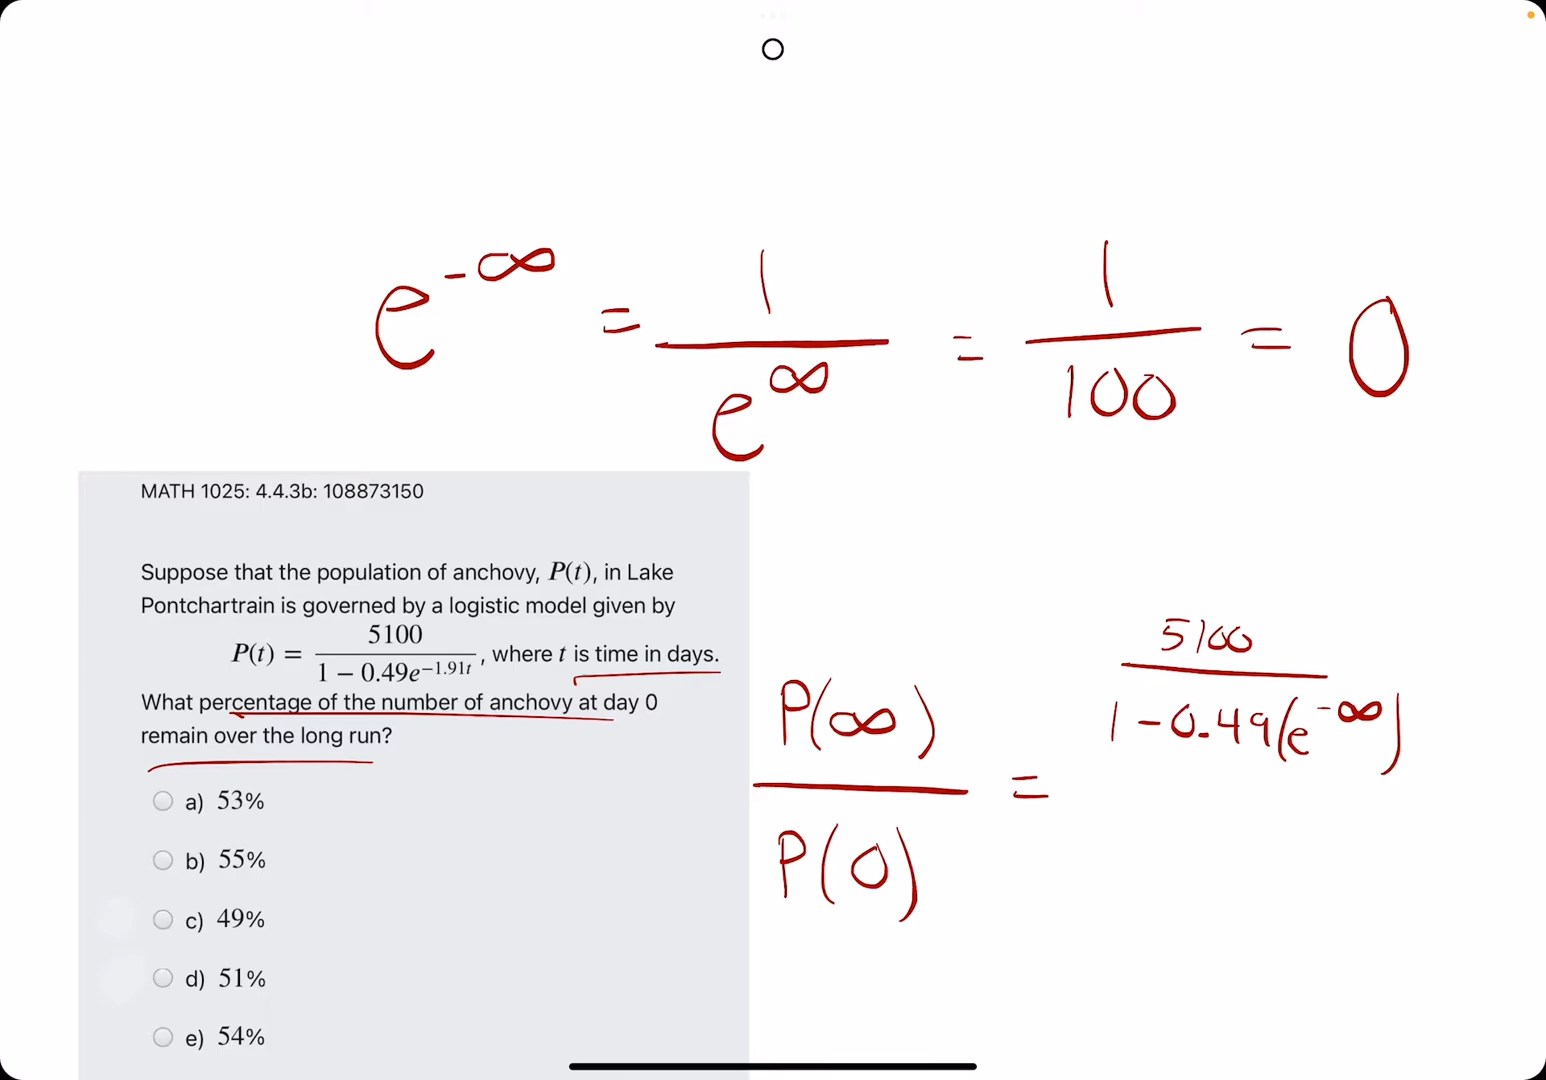 e^{-∞} = 1/e^{∞} = 1/100 = 0
MATH 1025: 4.4.3b: 108873150
Suppose that the population of anchovy, P(t), in Lake
Pontchartrain is governed by a logistic model given by
P(t) = 5100/(1 − 0.49e^{−1.91t}), where t is time in days.
What percentage of the number of anchovy at day 0
remain over the long run?
a) 53%
b) 55%
c) 49%
d) 51%
e) 54%
P(∞)/P(0) = 5100/(1-0.49(e^{-∞}))